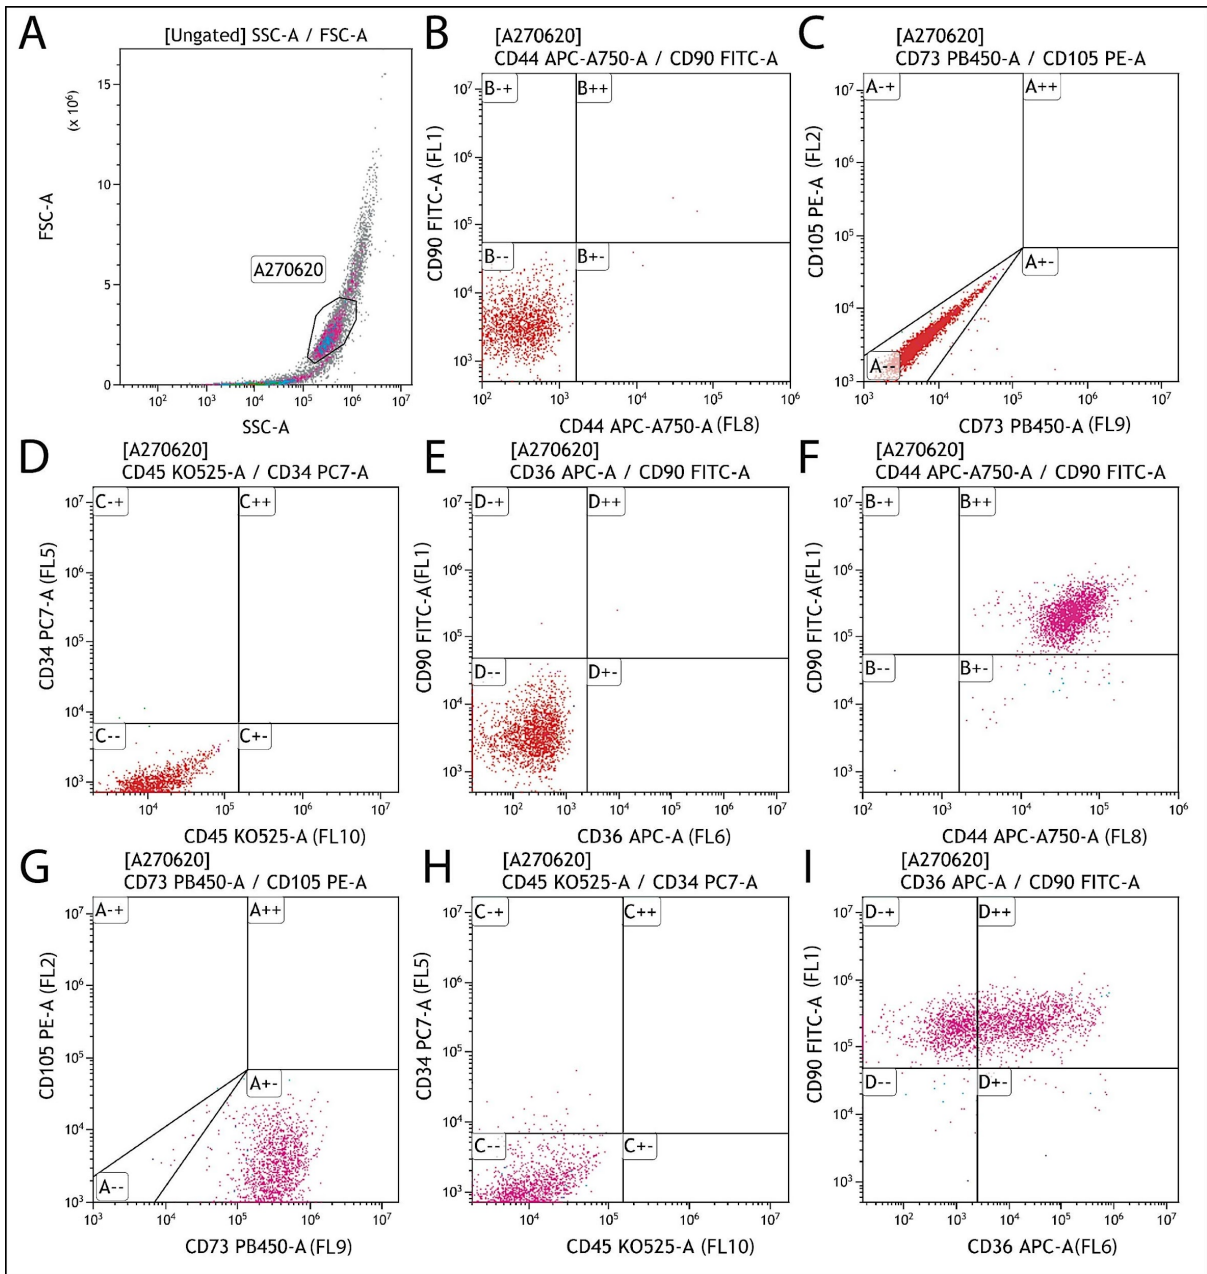 A
[Ungated] SSC-A / FSC-A
(x 10⁶)
15
10
5
0
FSC-A
A270620
10² 10³ 10⁴ 10⁵ 10⁶ 10⁷
SSC-A
B
[A270620]
CD44 APC-A750-A / CD90 FITC-A
B-+ B++
B-- B+-
10⁷
10⁶
10⁵
10⁴
10³
CD90 FITC-A (FL1)
10² 10³ 10⁴ 10⁵ 10⁶
CD44 APC-A750-A (FL8)
C
[A270620]
CD73 PB450-A / CD105 PE-A
A-+ A++
A+-
A--
10⁷
10⁶
10⁵
10⁴
10³
CD105 PE-A (FL2)
10³ 10⁴ 10⁵ 10⁶ 10⁷
CD73 PB450-A (FL9)
D
[A270620]
CD45 KO525-A / CD34 PC7-A
C-+ C++
C-- C+-
10⁷
10⁶
10⁵
10⁴
10³
CD34 PC7-A (FL5)
10⁴ 10⁵ 10⁶ 10⁷
CD45 KO525-A (FL10)
E
[A270620]
CD36 APC-A / CD90 FITC-A
D-+ D++
D-- D+-
10⁷
10⁶
10⁵
10⁴
10³
CD90 FITC-A(FL1)
10² 10³ 10⁴ 10⁵ 10⁶ 10⁷
CD36 APC-A (FL6)
F
[A270620]
CD44 APC-A750-A / CD90 FITC-A
B-+ B++
B-- B+-
10⁷
10⁶
10⁵
10⁴
10³
CD90 FITC-A(FL1)
10² 10³ 10⁴ 10⁵ 10⁶
CD44 APC-A750-A (FL8)
G
[A270620]
CD73 PB450-A / CD105 PE-A
A-+ A++
A+-
A--
10⁷
10⁶
10⁵
10⁴
10³
CD105 PE-A (FL2)
10³ 10⁴ 10⁵ 10⁶ 10⁷
CD73 PB450-A (FL9)
H
[A270620]
CD45 KO525-A / CD34 PC7-A
C-+ C++
C-- C+-
10⁷
10⁶
10⁵
10⁴
10³
CD34 PC7-A (FL5)
10⁴ 10⁵ 10⁶ 10⁷
CD45 KO525-A (FL10)
I
[A270620]
CD36 APC-A / CD90 FITC-A
D-+ D++
D-- D+-
10⁷
10⁶
10⁵
10⁴
10³
CD90 FITC-A (FL1)
10² 10³ 10⁴ 10⁵ 10⁶ 10⁷
CD36 APC-A(FL6)